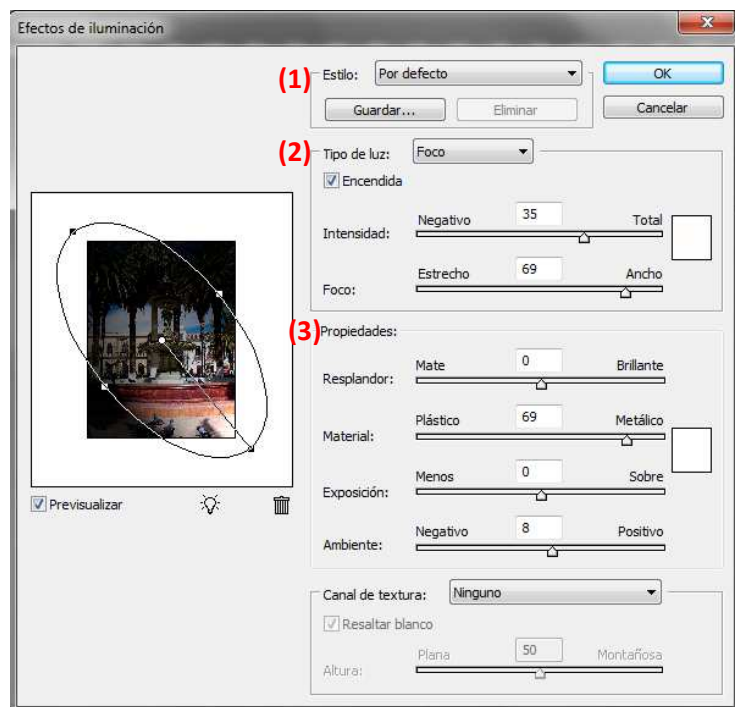 Efectos de iluminación
(1) Estilo: Por defecto OK
Guardar... Eliminar Cancelar
(2) Tipo de luz: Foco
Encendida
Negativo 35 Total
Intensidad:
Estrecho 69 Ancho
Foco:
(3) Propiedades:
Mate 0 Brillante
Resplandor:
Plástico 69 Metálico
Material:
Menos 0 Sobre
Exposición:
Negativo 8 Positivo
Ambiente:
Previsualizar
Canal de textura: Ninguno
Resaltar blanco
Plana 50 Montañosa
Altura: